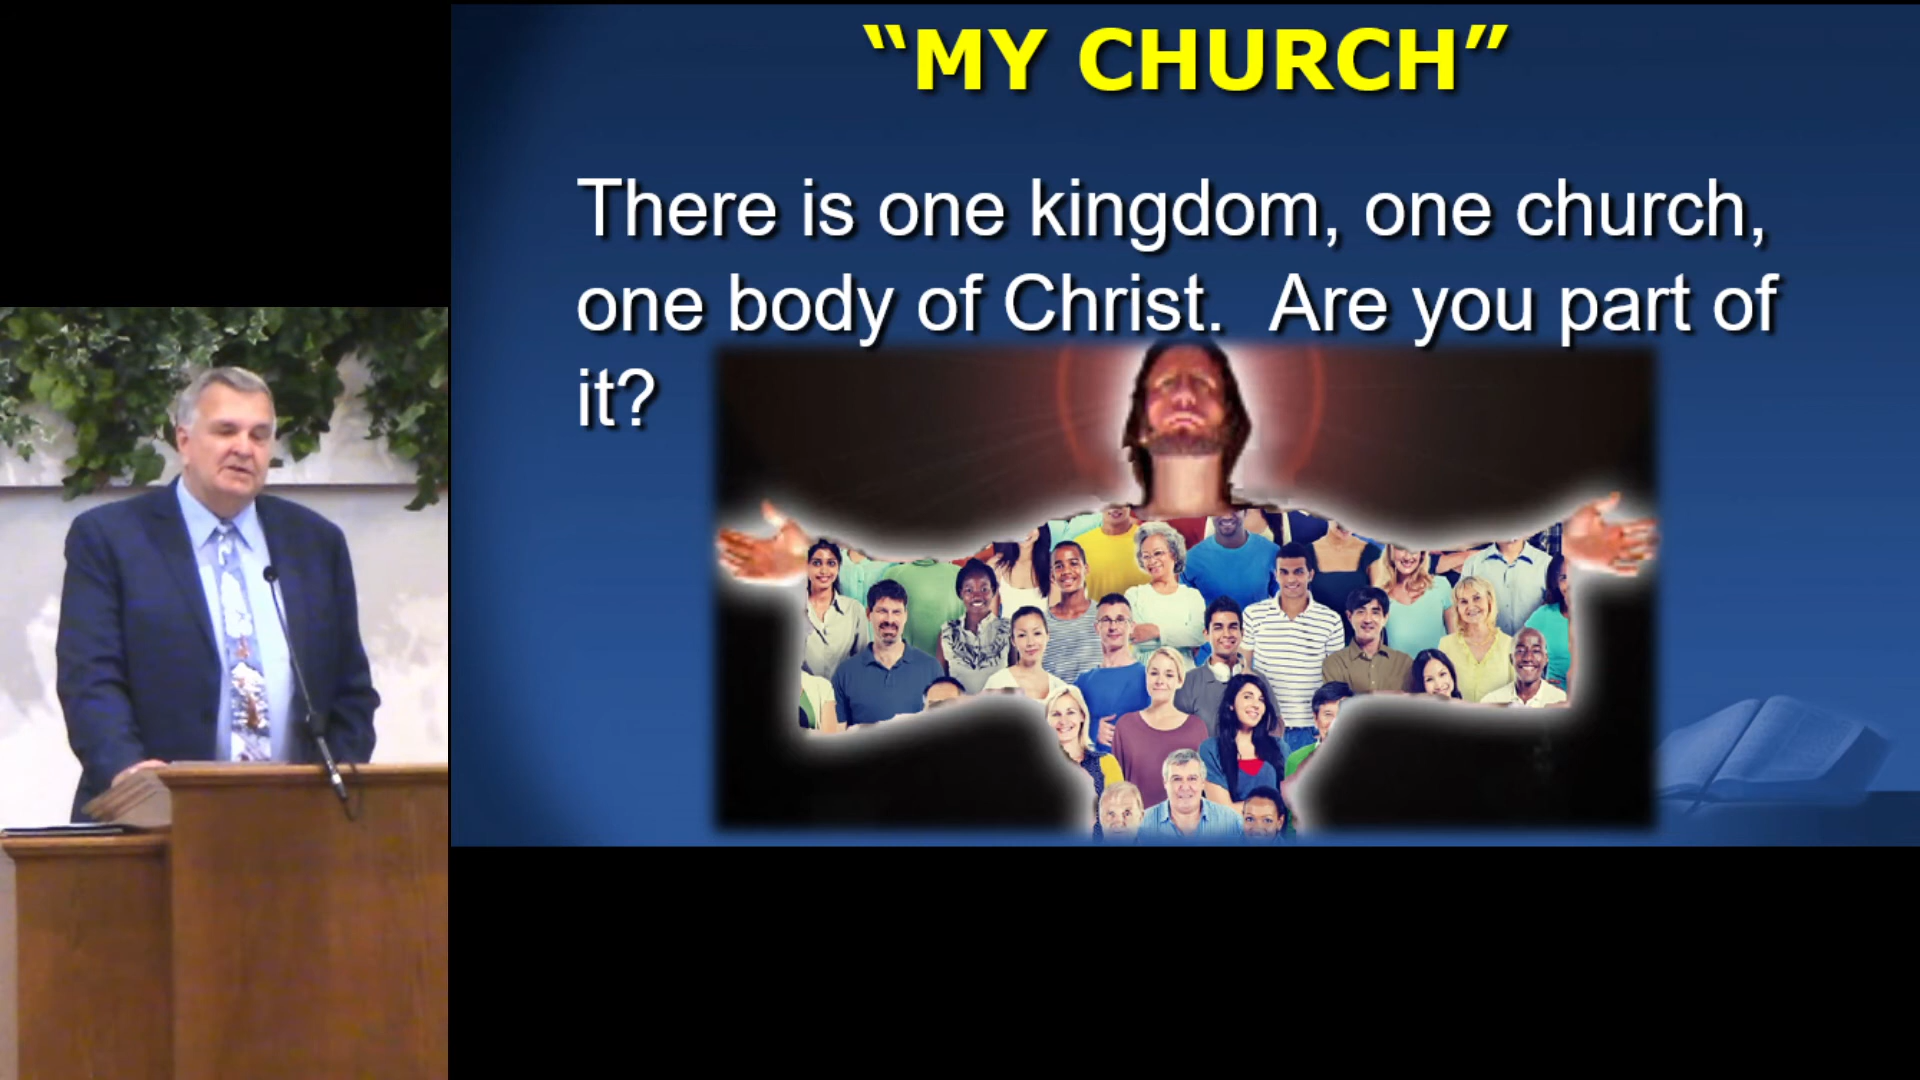 “MY CHURCH”
There is one kingdom, one church,
one body of Christ.  Are you part of
it?